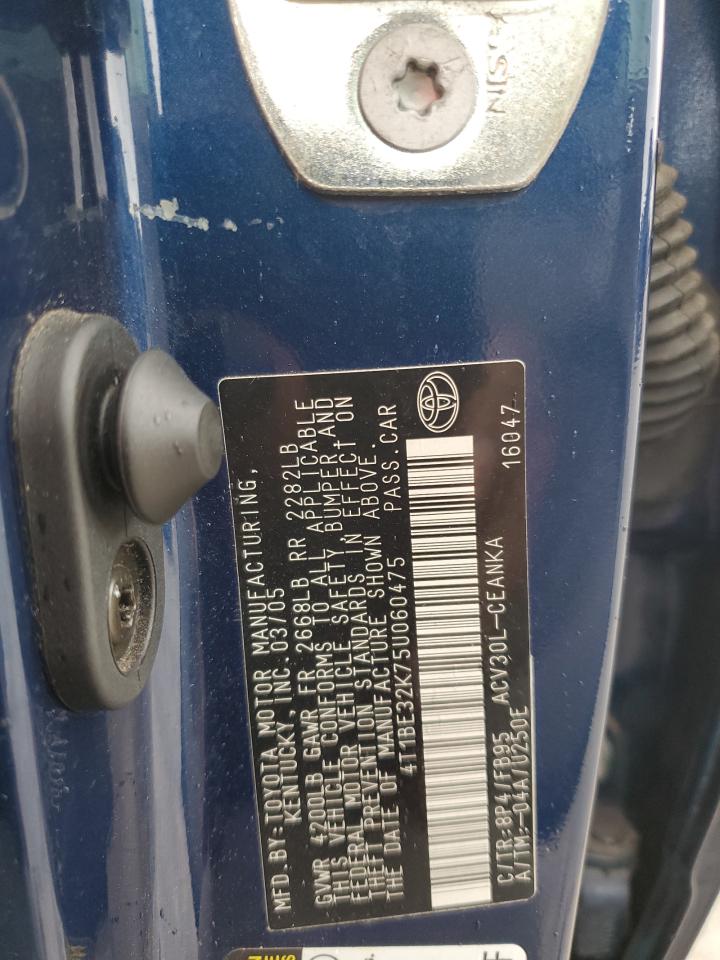 MFD. BY: TOYOTA MOTOR MANUFACTURING,
KENTUCKY, INC. 03/05
GVWR 4200LB GAWR FR 2668LB RR 2282LB
THIS VEHICLE CONFORMS TO ALL APPLICABLE
FEDERAL MOTOR VEHICLE SAFETY, BUMPER, AND
THEFT PREVENTION STANDARDS IN EFFECT ON
THE DATE OF MANUFACTURE SHOWN ABOVE.
4T1BE32K75U060475 PASS.CAR
C/TR:8R4/FB95 ACV30L-CEANKA 16047
A/TM:-04A/U250E